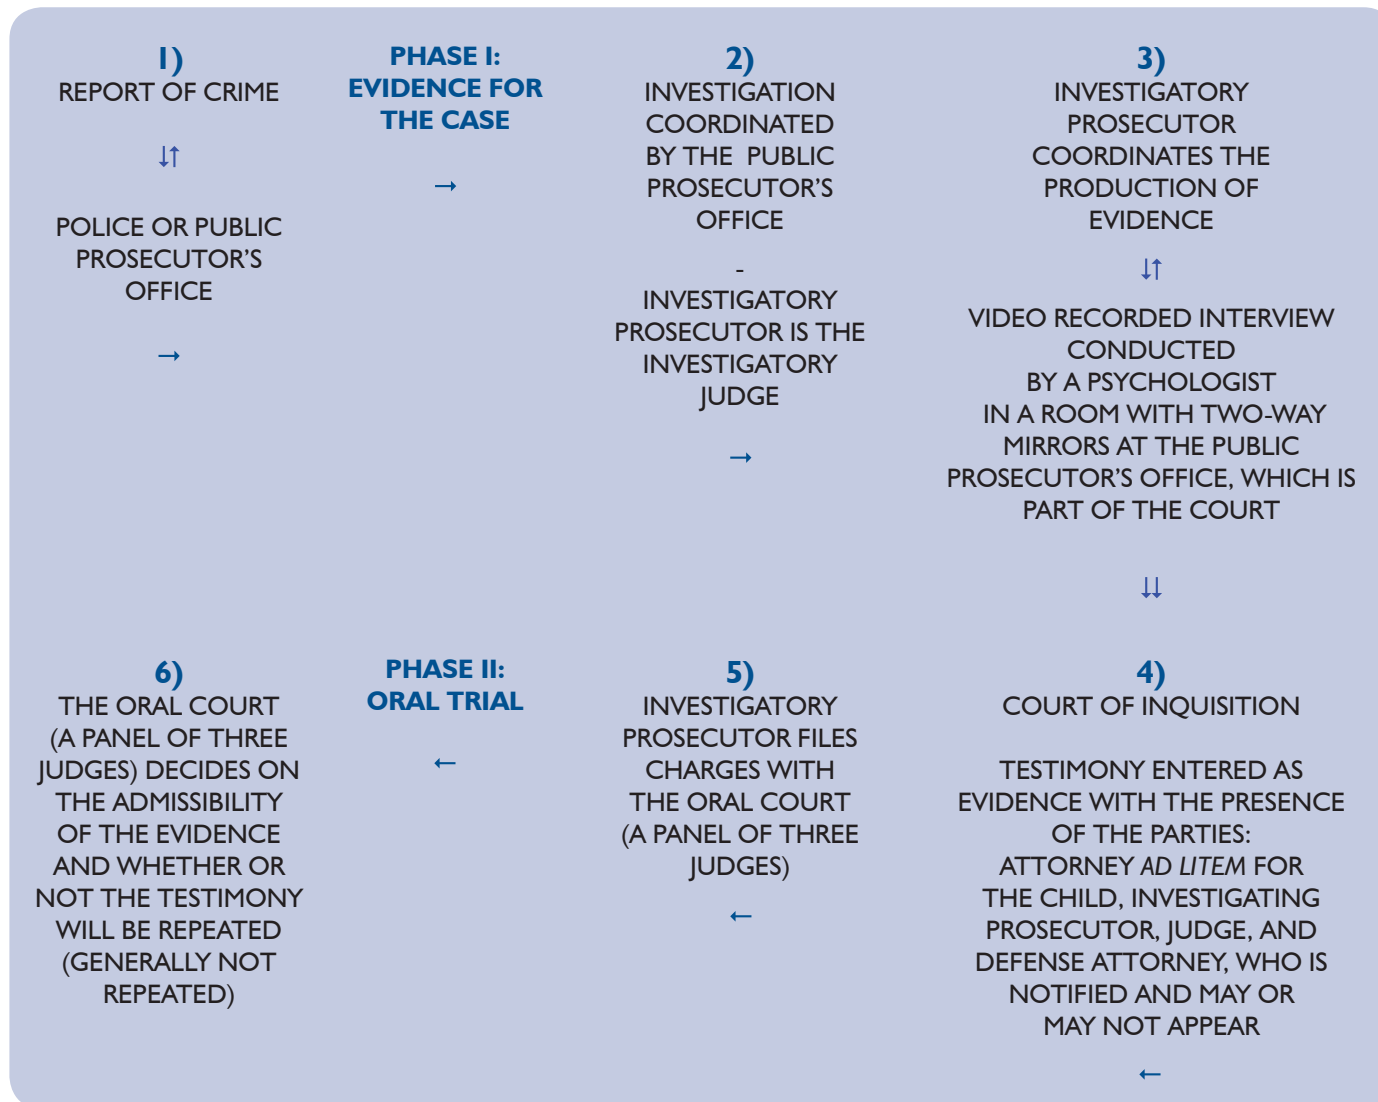 1)
REPORT OF CRIME
↓↑
POLICE OR PUBLIC
PROSECUTOR'S
OFFICE
→
PHASE I:
EVIDENCE FOR
THE CASE
→
2)
INVESTIGATION
COORDINATED
BY THE PUBLIC
PROSECUTOR'S
OFFICE
-
INVESTIGATORY
PROSECUTOR IS THE
INVESTIGATORY
JUDGE
→
3)
INVESTIGATORY
PROSECUTOR
COORDINATES THE
PRODUCTION OF
EVIDENCE
↓↑
VIDEO RECORDED INTERVIEW
CONDUCTED
BY A PSYCHOLOGIST
IN A ROOM WITH TWO-WAY
MIRRORS AT THE PUBLIC
PROSECUTOR'S OFFICE, WHICH IS
PART OF THE COURT
↓↓
4)
COURT OF INQUISITION
TESTIMONY ENTERED AS
EVIDENCE WITH THE PRESENCE
OF THE PARTIES:
ATTORNEY AD LITEM FOR
THE CHILD, INVESTIGATING
PROSECUTOR, JUDGE, AND
DEFENSE ATTORNEY, WHO IS
NOTIFIED AND MAY OR
MAY NOT APPEAR
←
5)
INVESTIGATORY
PROSECUTOR FILES
CHARGES WITH
THE ORAL COURT
(A PANEL OF THREE
JUDGES)
←
PHASE II:
ORAL TRIAL
←
6)
THE ORAL COURT
(A PANEL OF THREE
JUDGES) DECIDES ON
THE ADMISSIBILITY
OF THE EVIDENCE
AND WHETHER OR
NOT THE TESTIMONY
WILL BE REPEATED
(GENERALLY NOT
REPEATED)